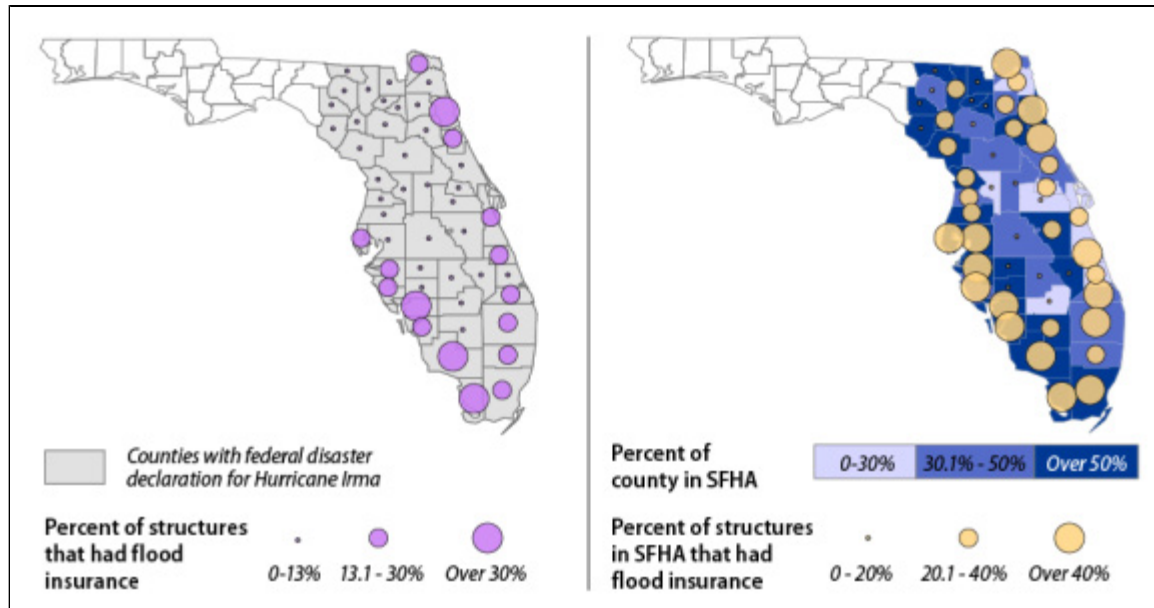 Counties with federal disaster
declaration for Hurricane Irma
Percent of structures
that had flood
insurance
0-13%
13.1 - 30%
Over 30%
Percent of
county in SFHA
0-30%
30.1% - 50%
Over 50%
Percent of structures
in SFHA that had
flood insurance
0 - 20%
20.1 - 40%
Over 40%